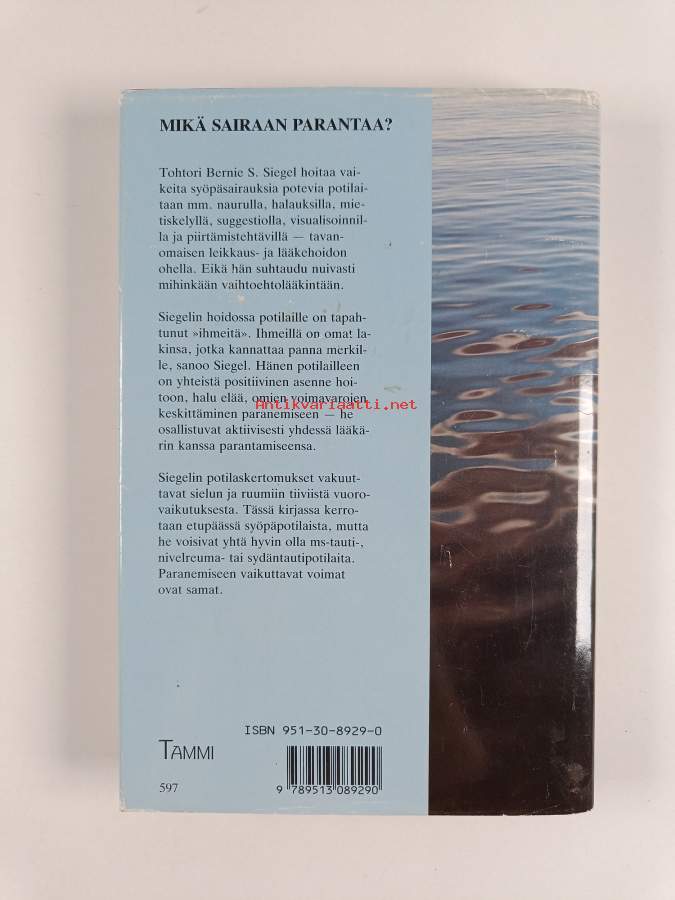 MIKÄ SAIRAAN PARANTAA?
Tohtori Bernie S. Siegel hoitaa vai-
keita syöpäsairauksia potevia potilai-
taan mm. naurulla, halauksilla, mie-
tiskelyllä, suggestiolla, visualisoinnil-
la ja piirtämistehtävillä — tavan-
omaisen leikkaus- ja lääkehoidon
ohella. Eikä hän suhtaudu nuivasti
mihinkään vaihtoehtolääkintään.
Siegelin hoidossa potilaille on tapah-
tunut »ihmeitä». Ihmeillä on omat la-
kinsa, jotka kannattaa panna merkil-
le, sanoo Siegel. Hänen potilailleen
on yhteistä positiivinen asenne hoi-
toon, halu elää, omien voimavarojen
keskittäminen paranemiseen — he
Antikvariaatti.net
osallistuvat aktiivisesti yhdessä lääkä-
rin kanssa parantamiseensa.
Siegelin potilaskertomukset vakuut-
tavat sielun ja ruumiin tiiviistä vuoro-
vaikutuksesta. Tässä kirjassa kerro-
taan etupäässä syöpäpotilaista, mutta
he voisivat yhtä hyvin olla ms-tauti-,
nivelreuma- tai sydäntautipotilaita.
Paranemiseen vaikuttavat voimat
ovat samat.
ISBN 951-30-8929-0
TAMMI
597
9 789513 089290